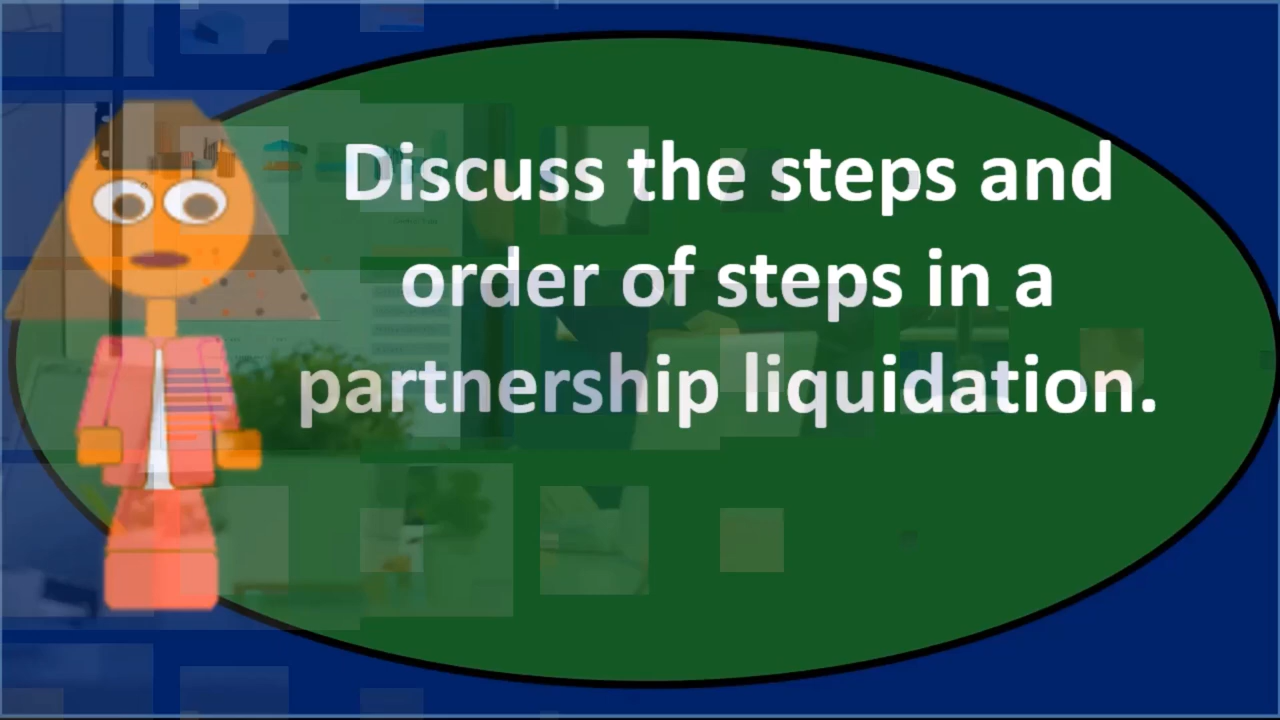 Discuss the steps and
order of steps in a
partnership liquidation.